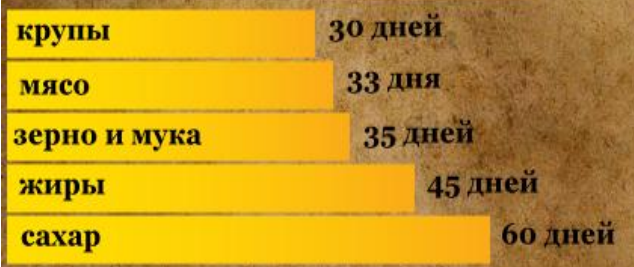 крупы 30 дней
мясо 33 дня
зерно и мука 35 дней
жиры 45 дней
сахар 60 дней